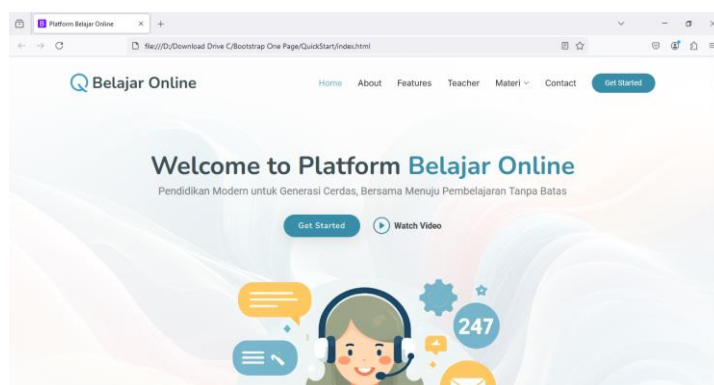 Platform Belajar Online
file:///D:/Download Drive C/Bootstrap One Page/QuickStart/index.html
Belajar Online
Home About Features Teacher Materi Contact Get Started
Welcome to Platform Belajar Online
Pendidikan Modern untuk Generasi Cerdas, Bersama Menuju Pembelajaran Tanpa Batas
Get Started Watch Video
247